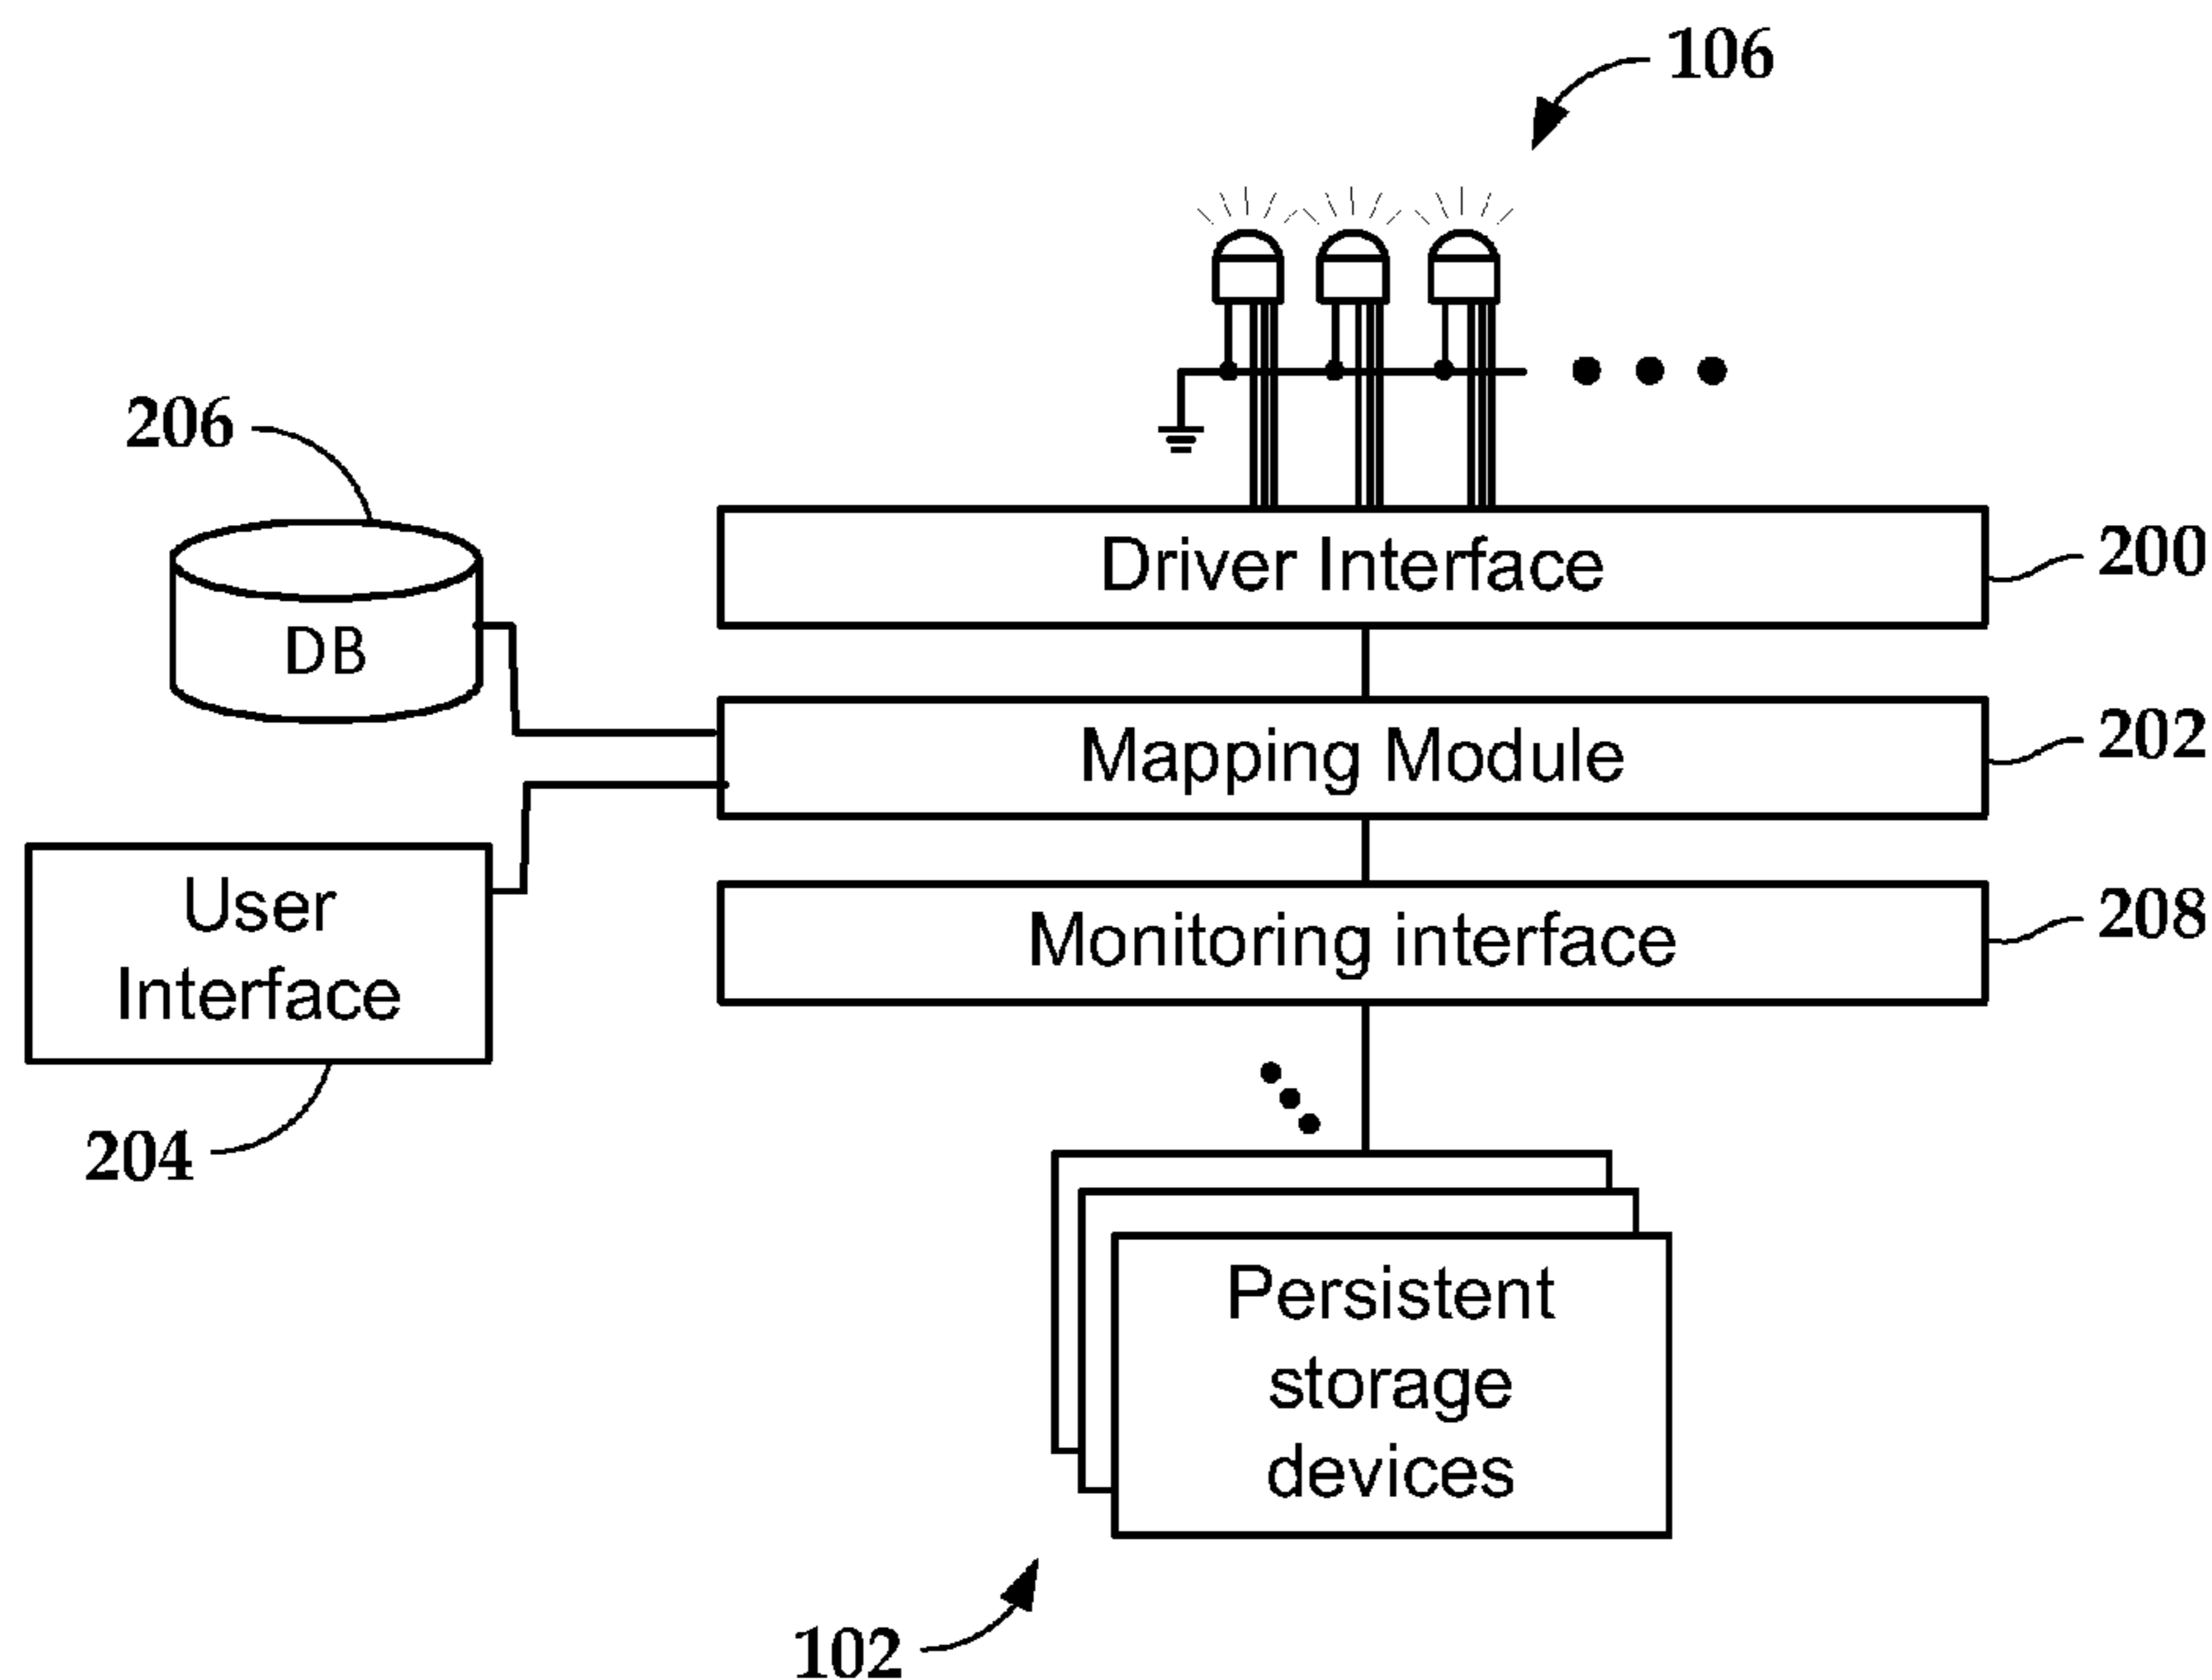 106
206
Driver Interface
200
DB
Mapping Module
202
User
Interface
Monitoring interface
208
204
Persistent
storage
devices
102